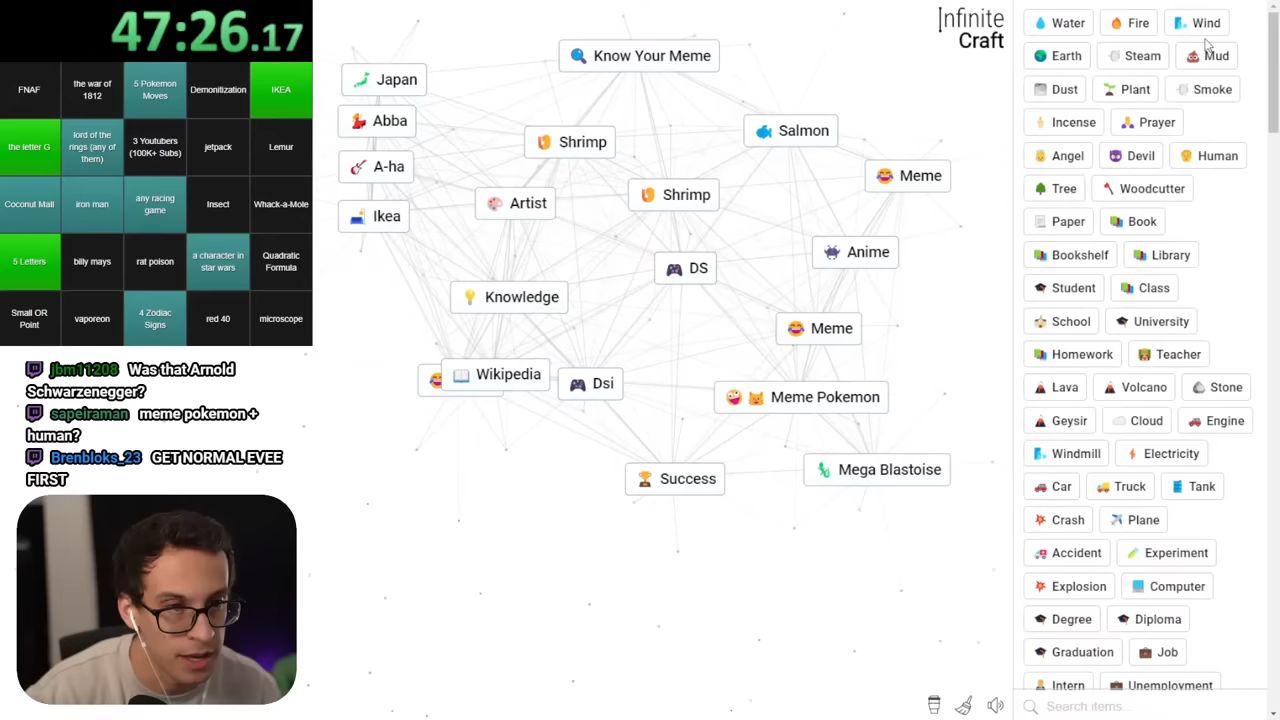 47:26.17
FNAF
the war of
1812
5 Pokemon
Moves
Demonitization
IKEA
the letter G
lord of the
rings (any of
them)
3 Youtubers
(100K+ Subs)
jetpack
Lemur
Coconut Mall
iron man
any racing
game
Insect
Whack-a-Mole
5 Letters
billy mays
rat poison
a character in
star wars
Quadratic
Formula
Small OR
Point
vaporeon
4 Zodiac
Signs
red 40
microscope
jbm11208 Was that Arnold
Schwarzenegger?
sapeiraman meme pokemon +
human?
Brenbloks_23 GET NORMAL EVEE
FIRST
Infinite
Craft
Know Your Meme
Japan
Abba
A-ha
Ikea
Shrimp
Salmon
Meme
Artist
Shrimp
Anime
DS
Knowledge
Meme
Wikipedia
Dsi
Meme Pokemon
Success
Mega Blastoise
Water
Fire
Wind
Earth
Steam
Mud
Dust
Plant
Smoke
Incense
Prayer
Angel
Devil
Human
Tree
Woodcutter
Paper
Book
Bookshelf
Library
Student
Class
School
University
Homework
Teacher
Lava
Volcano
Stone
Geysir
Cloud
Engine
Windmill
Electricity
Car
Truck
Tank
Crash
Plane
Accident
Experiment
Explosion
Computer
Degree
Diploma
Graduation
Job
Intern
Unemployment
Search items...